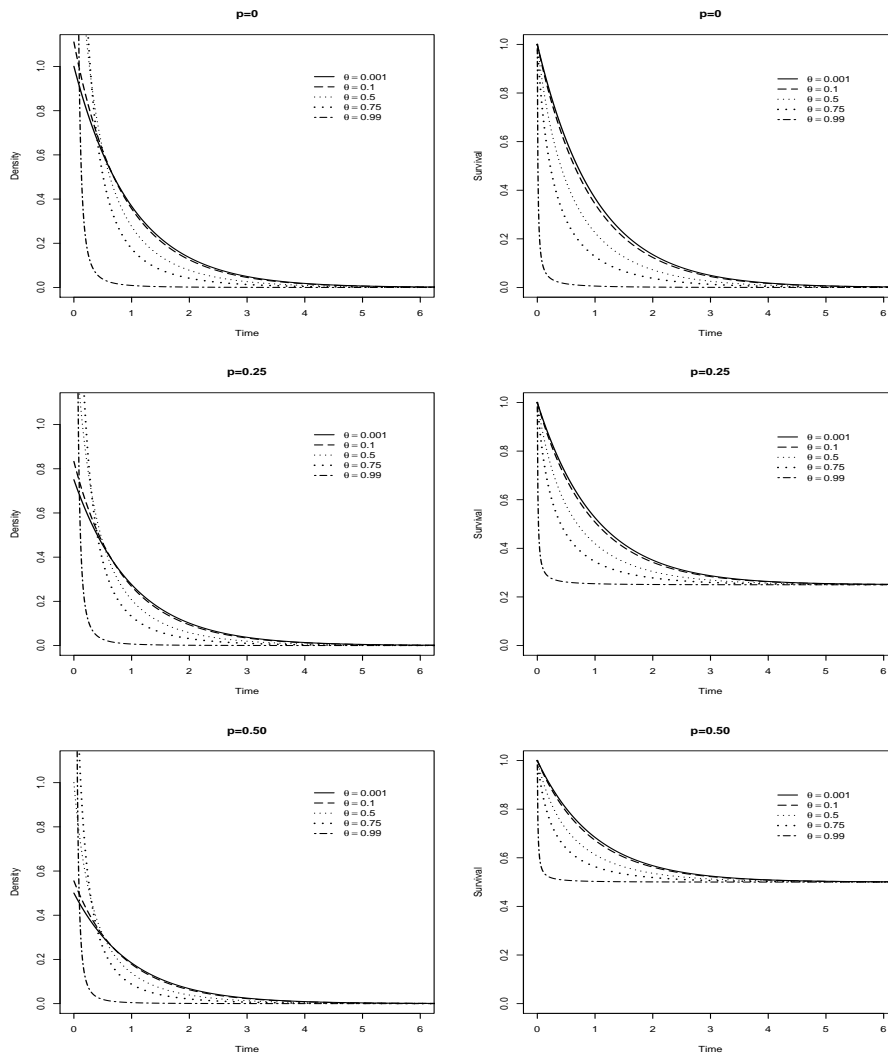 p=0
Density
1.0
0.8
0.6
0.4
0.2
0.0
θ = 0.001
θ = 0.1
θ = 0.5
θ = 0.75
θ = 0.99
0 1 2 3 4 5 6
Time
p=0
Survival
1.0
0.8
0.6
0.4
0.2
0.0
θ = 0.001
θ = 0.1
θ = 0.5
θ = 0.75
θ = 0.99
0 1 2 3 4 5 6
Time
p=0.25
Density
1.0
0.8
0.6
0.4
0.2
0.0
θ = 0.001
θ = 0.1
θ = 0.5
θ = 0.75
θ = 0.99
0 1 2 3 4 5 6
Time
p=0.25
Survival
1.0
0.8
0.6
0.4
0.2
0.0
θ = 0.001
θ = 0.1
θ = 0.5
θ = 0.75
θ = 0.99
0 1 2 3 4 5 6
Time
p=0.50
Density
1.0
0.8
0.6
0.4
0.2
0.0
θ = 0.001
θ = 0.1
θ = 0.5
θ = 0.75
θ = 0.99
0 1 2 3 4 5 6
Time
p=0.50
Survival
1.0
0.8
0.6
0.4
0.2
0.0
θ = 0.001
θ = 0.1
θ = 0.5
θ = 0.75
θ = 0.99
0 1 2 3 4 5 6
Time